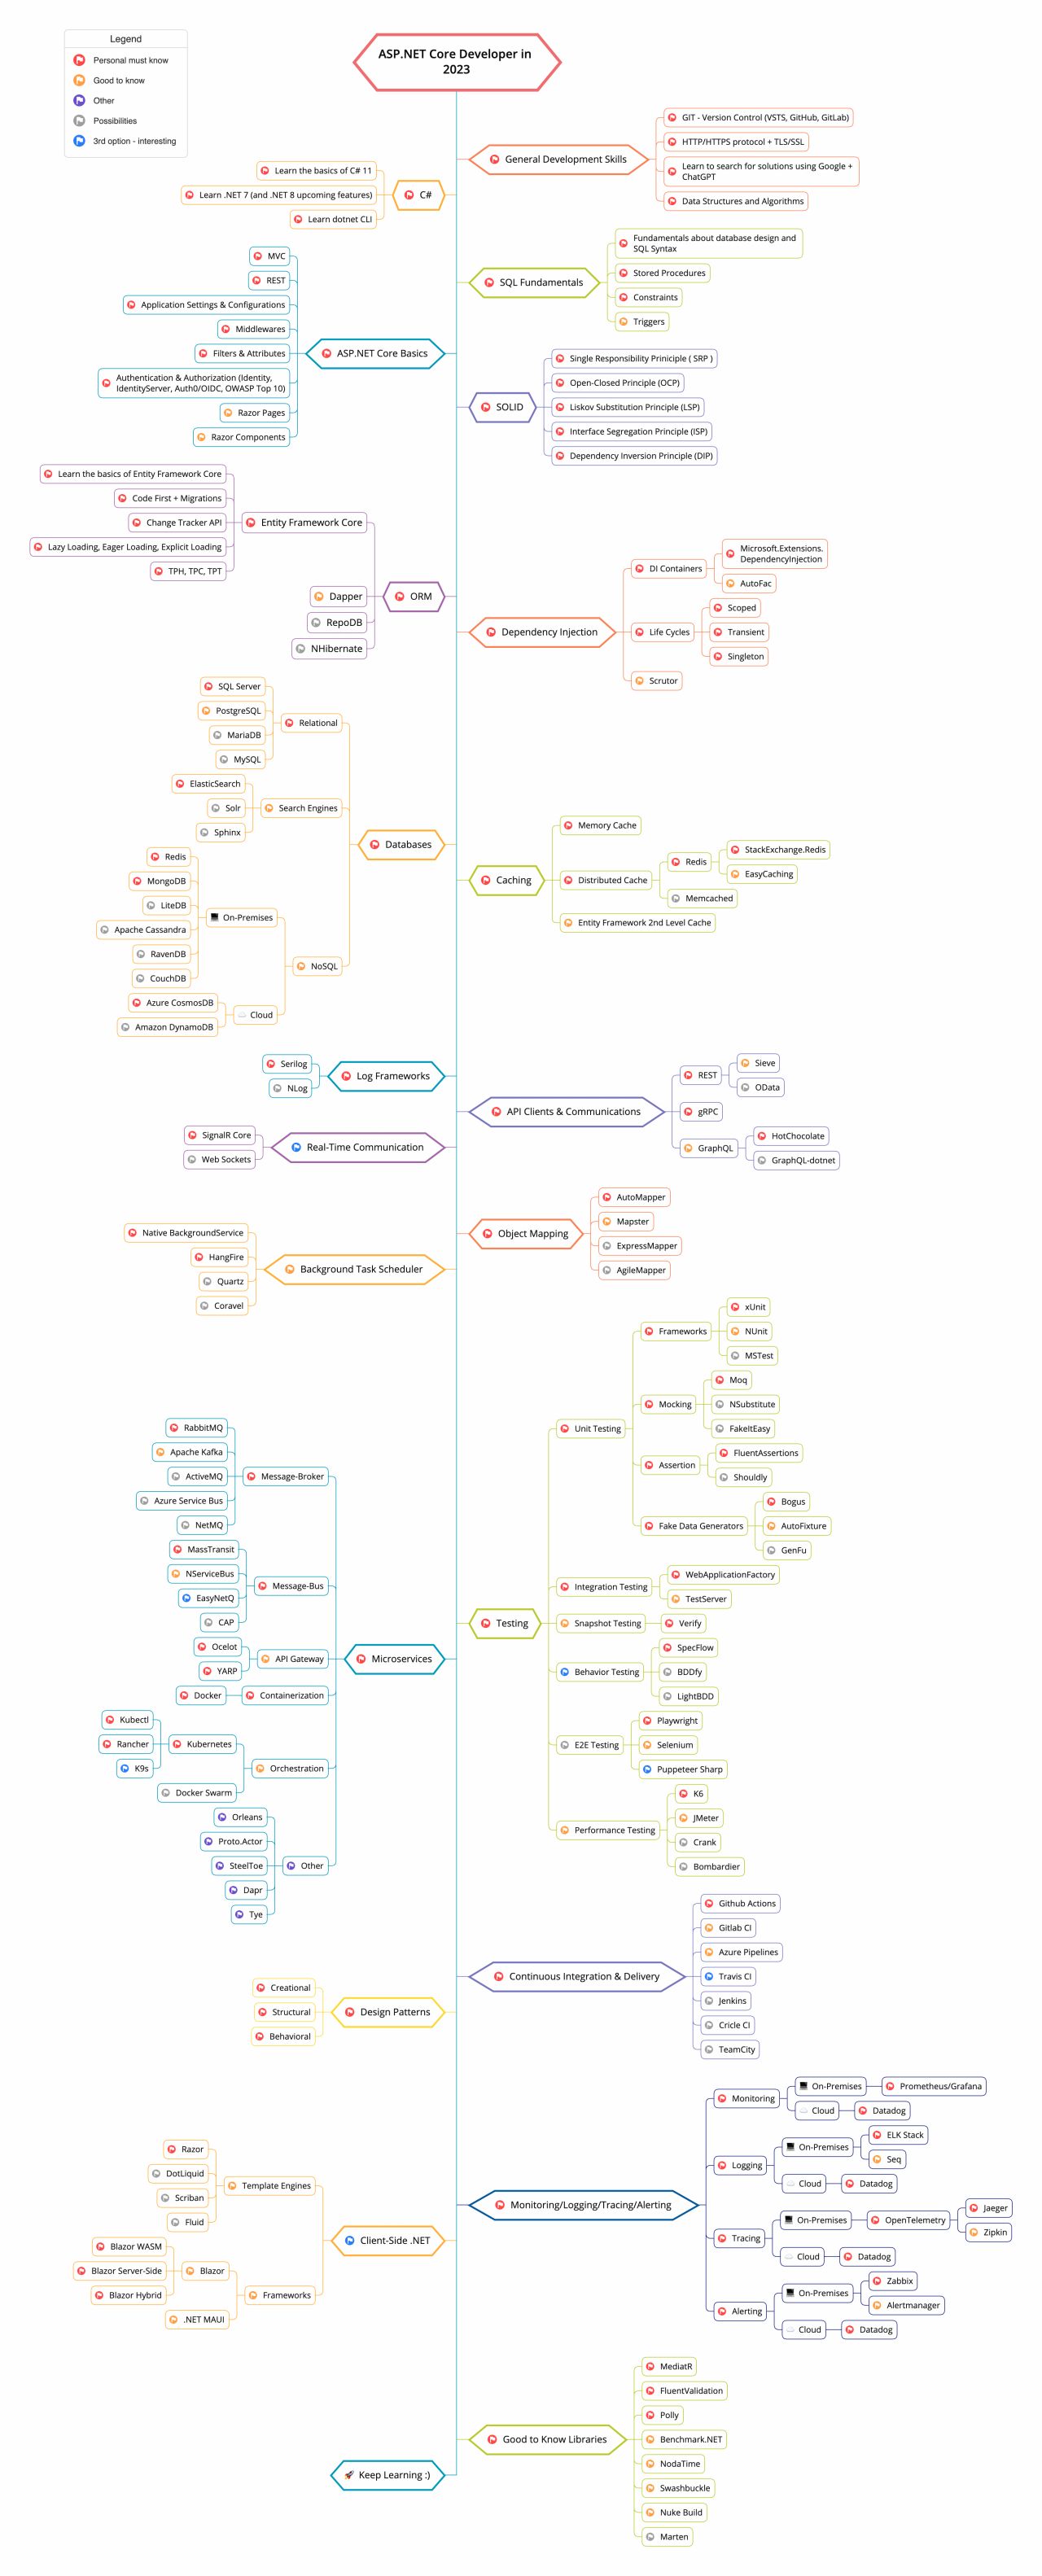 Legend
Personal must know
Good to know
Other
Possibilities
3rd option - interesting
ASP.NET Core Developer in
2023
General Development Skills
GIT - Version Control (VSTS, GitHub, GitLab)
HTTP/HTTPS protocol + TLS/SSL
Learn to search for solutions using Google +
ChatGPT
Data Structures and Algorithms
C#
Learn the basics of C# 11
Learn .NET 7 (and .NET 8 upcoming features)
Learn dotnet CLI
SQL Fundamentals
Fundamentals about database design and
SQL Syntax
Stored Procedures
Constraints
Triggers
ASP.NET Core Basics
MVC
REST
Application Settings & Configurations
Middlewares
Filters & Attributes
Authentication & Authorization (Identity,
IdentityServer, Auth0/OIDC, OWASP Top 10)
Razor Pages
Razor Components
SOLID
Single Responsibility Priniciple ( SRP )
Open-Closed Principle (OCP)
Liskov Substitution Principle (LSP)
Interface Segregation Principle (ISP)
Dependency Inversion Principle (DIP)
ORM
Entity Framework Core
Learn the basics of Entity Framework Core
Code First + Migrations
Change Tracker API
Lazy Loading, Eager Loading, Explicit Loading
TPH, TPC, TPT
Dapper
RepoDB
NHibernate
Dependency Injection
DI Containers
Microsoft.Extensions.
DependencyInjection
AutoFac
Life Cycles
Scoped
Transient
Singleton
Scrutor
Databases
Relational
SQL Server
PostgreSQL
MariaDB
MySQL
Search Engines
ElasticSearch
Solr
Sphinx
NoSQL
On-Premises
Redis
MongoDB
LiteDB
Apache Cassandra
RavenDB
CouchDB
Cloud
Azure CosmosDB
Amazon DynamoDB
Caching
Memory Cache
Distributed Cache
Redis
StackExchange.Redis
EasyCaching
Memcached
Entity Framework 2nd Level Cache
Log Frameworks
Serilog
NLog
API Clients & Communications
REST
Sieve
OData
gRPC
GraphQL
HotChocolate
GraphQL-dotnet
Real-Time Communication
SignalR Core
Web Sockets
Object Mapping
AutoMapper
Mapster
ExpressMapper
AgileMapper
Background Task Scheduler
Native BackgroundService
HangFire
Quartz
Coravel
Testing
Unit Testing
Frameworks
xUnit
NUnit
MSTest
Mocking
Moq
NSubstitute
FakeItEasy
Assertion
FluentAssertions
Shouldly
Fake Data Generators
Bogus
AutoFixture
GenFu
Integration Testing
WebApplicationFactory
TestServer
Snapshot Testing
Verify
Behavior Testing
SpecFlow
BDDfy
LightBDD
E2E Testing
Playwright
Selenium
Puppeteer Sharp
Performance Testing
K6
JMeter
Crank
Bombardier
Microservices
Message-Broker
RabbitMQ
Apache Kafka
ActiveMQ
Azure Service Bus
NetMQ
Message-Bus
MassTransit
NServiceBus
EasyNetQ
CAP
API Gateway
Ocelot
YARP
Containerization
Docker
Orchestration
Kubernetes
Kubectl
Rancher
K9s
Docker Swarm
Other
Orleans
Proto.Actor
SteelToe
Dapr
Tye
Continuous Integration & Delivery
Github Actions
Gitlab CI
Azure Pipelines
Travis CI
Jenkins
Cricle CI
TeamCity
Design Patterns
Creational
Structural
Behavioral
Monitoring/Logging/Tracing/Alerting
Monitoring
On-Premises
Prometheus/Grafana
Cloud
Datadog
Logging
On-Premises
ELK Stack
Seq
Cloud
Datadog
Tracing
On-Premises
OpenTelemetry
Jaeger
Zipkin
Cloud
Datadog
Alerting
On-Premises
Zabbix
Alertmanager
Cloud
Datadog
Client-Side .NET
Template Engines
Razor
DotLiquid
Scriban
Fluid
Frameworks
Blazor
Blazor WASM
Blazor Server-Side
Blazor Hybrid
.NET MAUI
Good to Know Libraries
MediatR
FluentValidation
Polly
Benchmark.NET
NodaTime
Swashbuckle
Nuke Build
Marten
Keep Learning :)